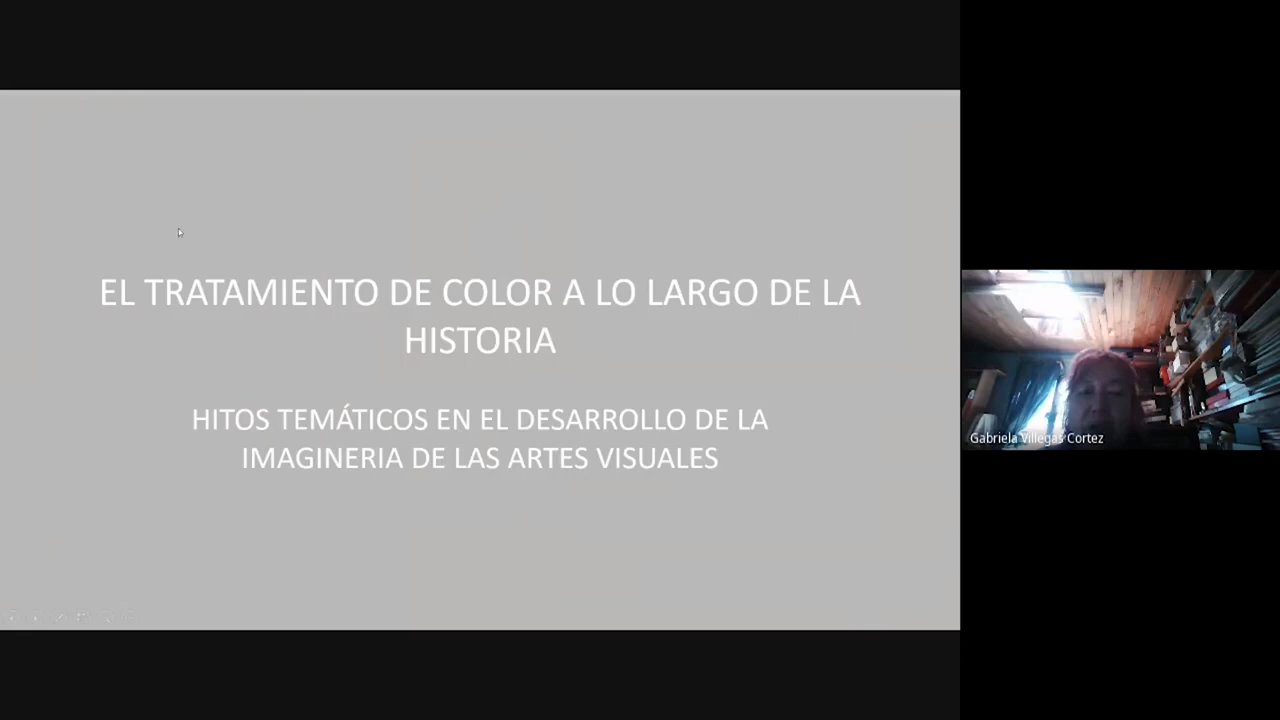 EL TRATAMIENTO DE COLOR A LO LARGO DE LA
HISTORIA
HITOS TEMÁTICOS EN EL DESARROLLO DE LA
IMAGINERIA DE LAS ARTES VISUALES
Gabriela Villegas Cortez